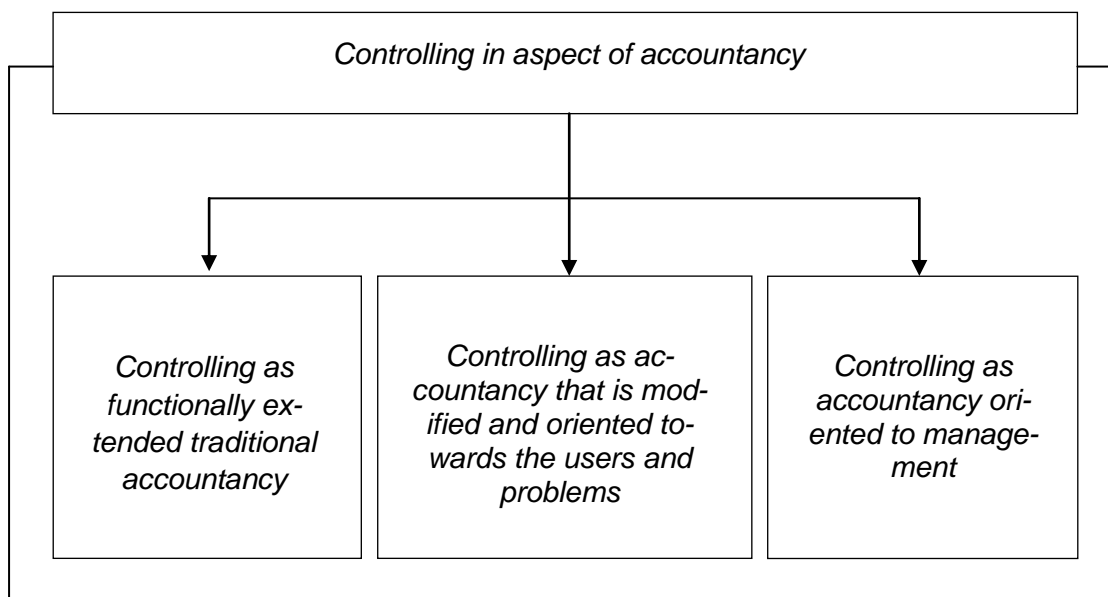 Controlling in aspect of accountancy
Controlling as
functionally ex-
tended traditional
accountancy
Controlling as ac-
countancy that is mod-
ified and oriented to-
wards the users and
problems
Controlling as
accountancy ori-
ented to manage-
ment